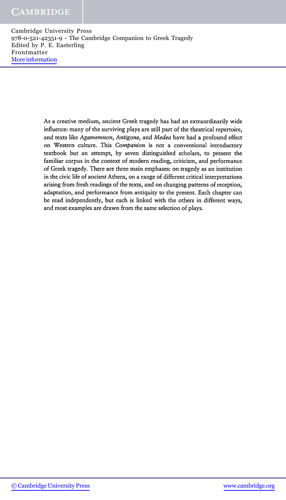 CAMBRIDGE
Cambridge University Press
978-0-521-42351-9 - The Cambridge Companion to Greek Tragedy
Edited by P. E. Easterling
Frontmatter
More information
As a creative medium, ancient Greek tragedy has had an extraordinarily wide
influence: many of the surviving plays are still part of the theatrical repertoire,
and texts like Agamemnon, Antigone, and Medea have had a profound effect
on Western culture. This Companion is not a conventional introductory
textbook but an attempt, by seven distinguished scholars, to present the
familiar corpus in the context of modern reading, criticism, and performance
of Greek tragedy. There are three main emphases: on tragedy as an institution
in the civic life of ancient Athens, on a range of different critical interpretations
arising from fresh readings of the texts, and on changing patterns of reception,
adaptation, and performance from antiquity to the present. Each chapter can
be read independently, but each is linked with the others in different ways,
and most examples are drawn from the same selection of plays.
© Cambridge University Press
www.cambridge.org